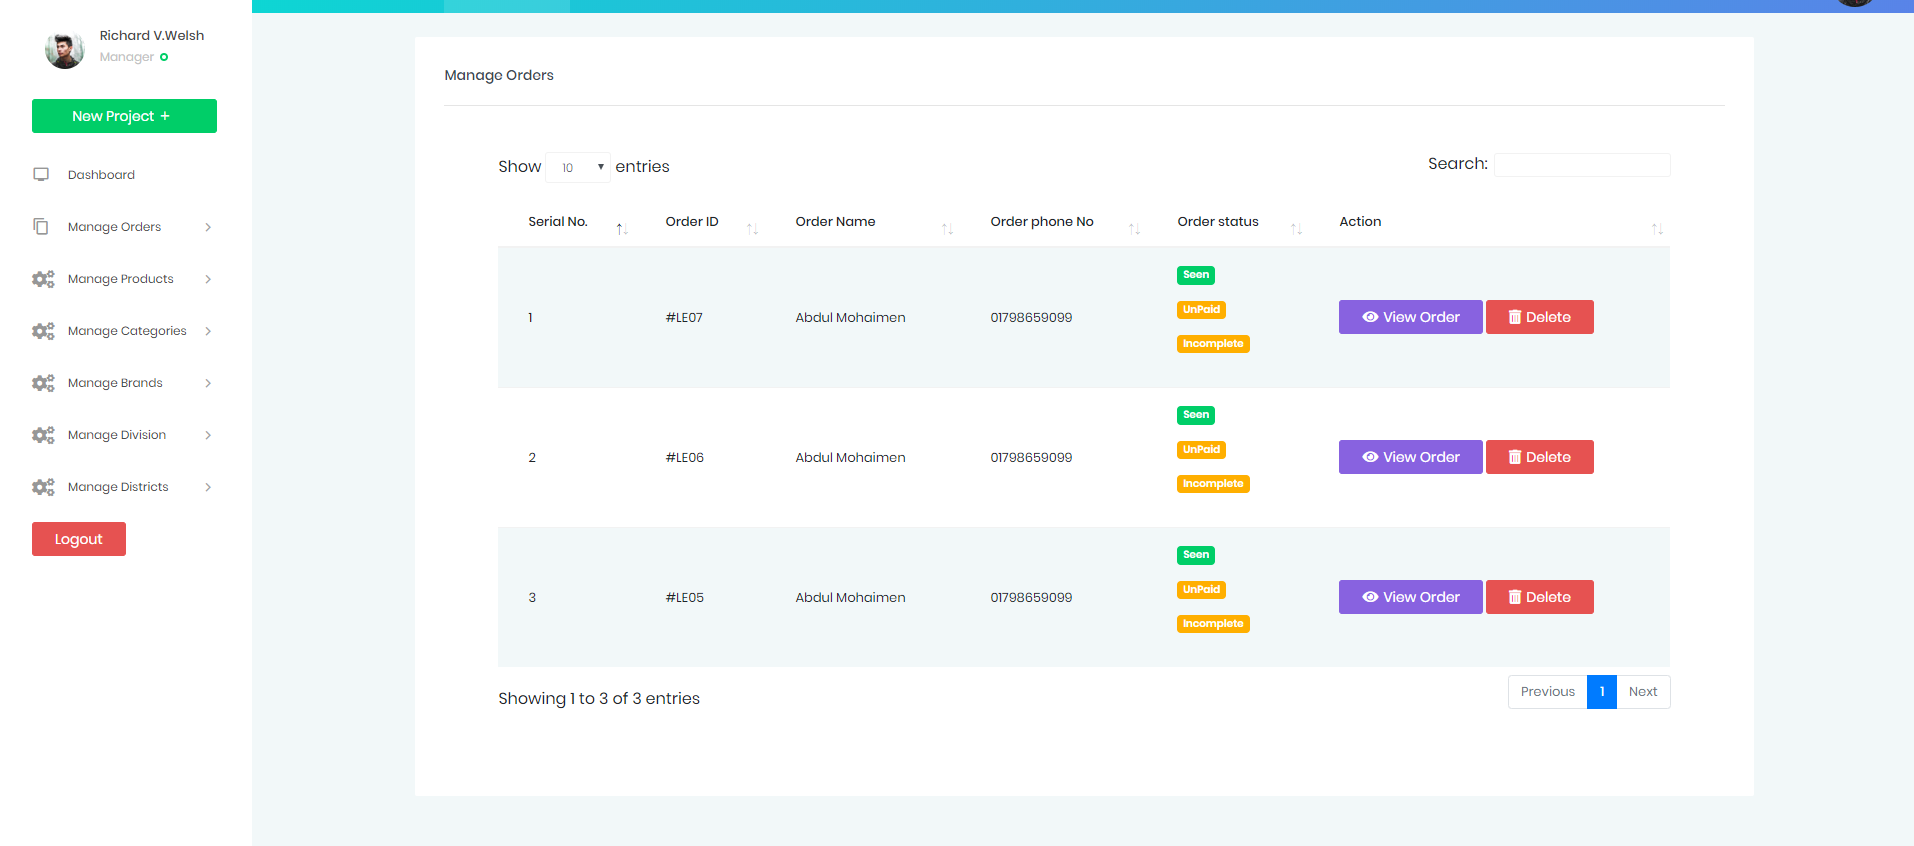 Richard V.Welsh
Manager
New Project +
Dashboard
Manage Orders
Manage Products
Manage Categories
Manage Brands
Manage Division
Manage Districts
Logout
Manage Orders
Show 10 entries
Search:
Serial No. Order ID Order Name Order phone No Order status Action
Seen
UnPaid
1 #LE07 Abdul Mohaimen 01798659099 View Order Delete
Incomplete
Seen
UnPaid
2 #LE06 Abdul Mohaimen 01798659099 View Order Delete
Incomplete
Seen
UnPaid
3 #LE05 Abdul Mohaimen 01798659099 View Order Delete
Incomplete
Showing 1 to 3 of 3 entries
Previous 1 Next